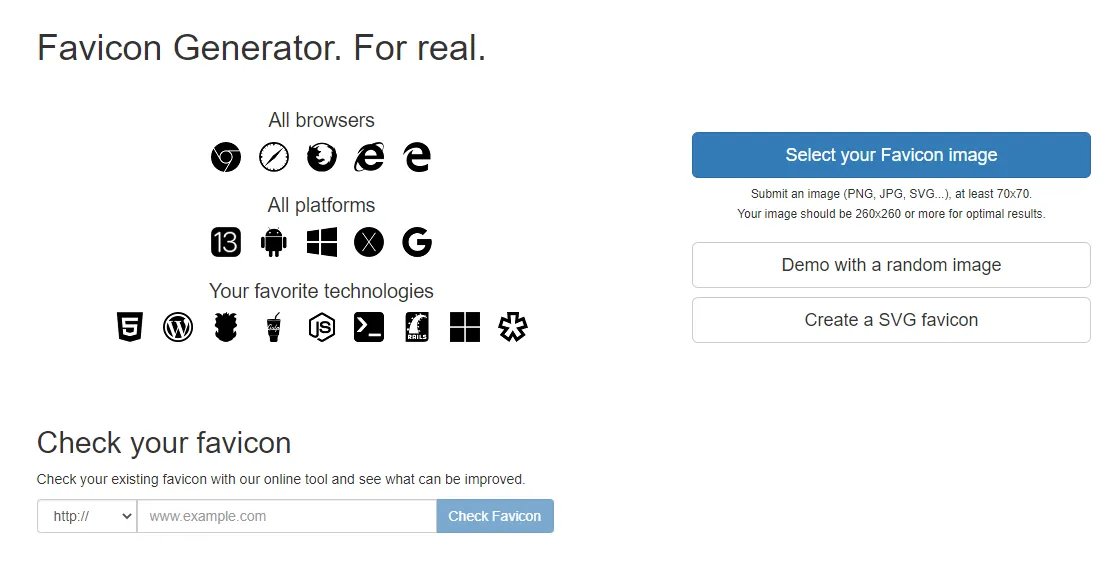 Favicon Generator. For real.
All browsers
All platforms
13
X
G
Your favorite technologies
5
W
Gulp
JS
>_
RAILS
Select your Favicon image
Submit an image (PNG, JPG, SVG...), at least 70x70.
Your image should be 260x260 or more for optimal results.
Demo with a random image
Create a SVG favicon
Check your favicon
Check your existing favicon with our online tool and see what can be improved.
http://
www.example.com
Check Favicon